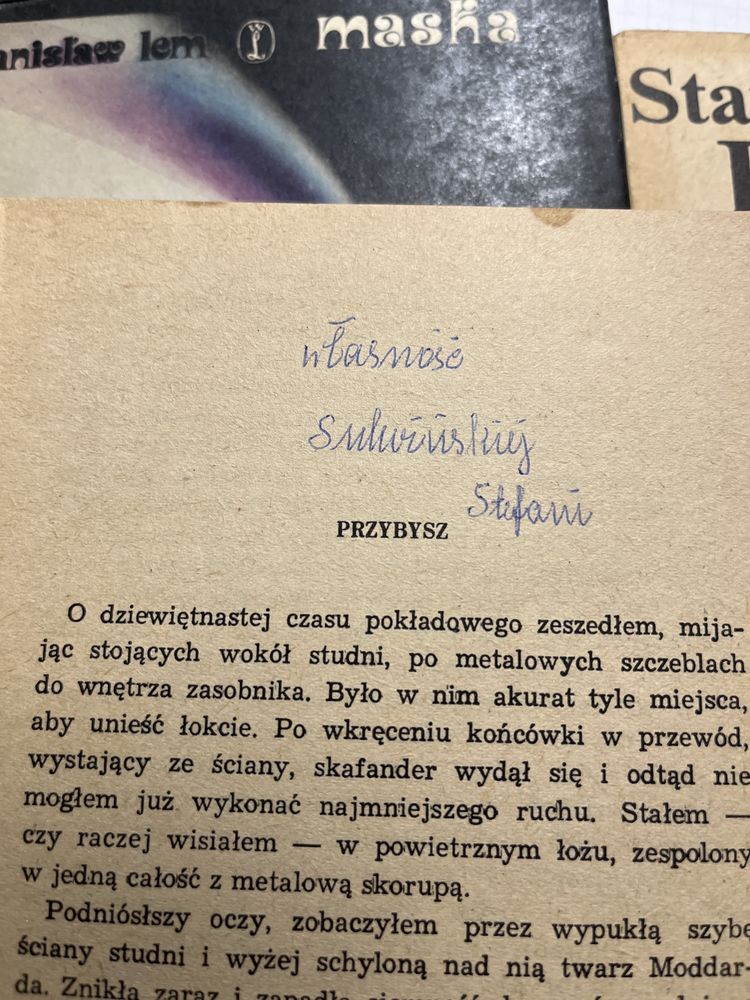 anisław lem
maska
Sta
własność
Stefanii
PRZYBYSZ
O dziewiętnastej czasu pokładowego zeszedłem, mija-
jąc stojących wokół studni, po metalowych szczeblach
do wnętrza zasobnika. Było w nim akurat tyle miejsca,
aby unieść łokcie. Po wkręceniu końcówki w przewód,
wystający ze ściany, skafander wydął się i odtąd nie
mogłem już wykonać najmniejszego ruchu. Stałem —
czy raczej wisiałem — w powietrznym łożu, zespolony
w jedną całość z metalową skorupą.
Podniósłszy oczy, zobaczyłem przez wypukłą szybę
ściany studni i wyżej schyloną nad nią twarz Moddar-
da. Znikła zaraz i zapadła